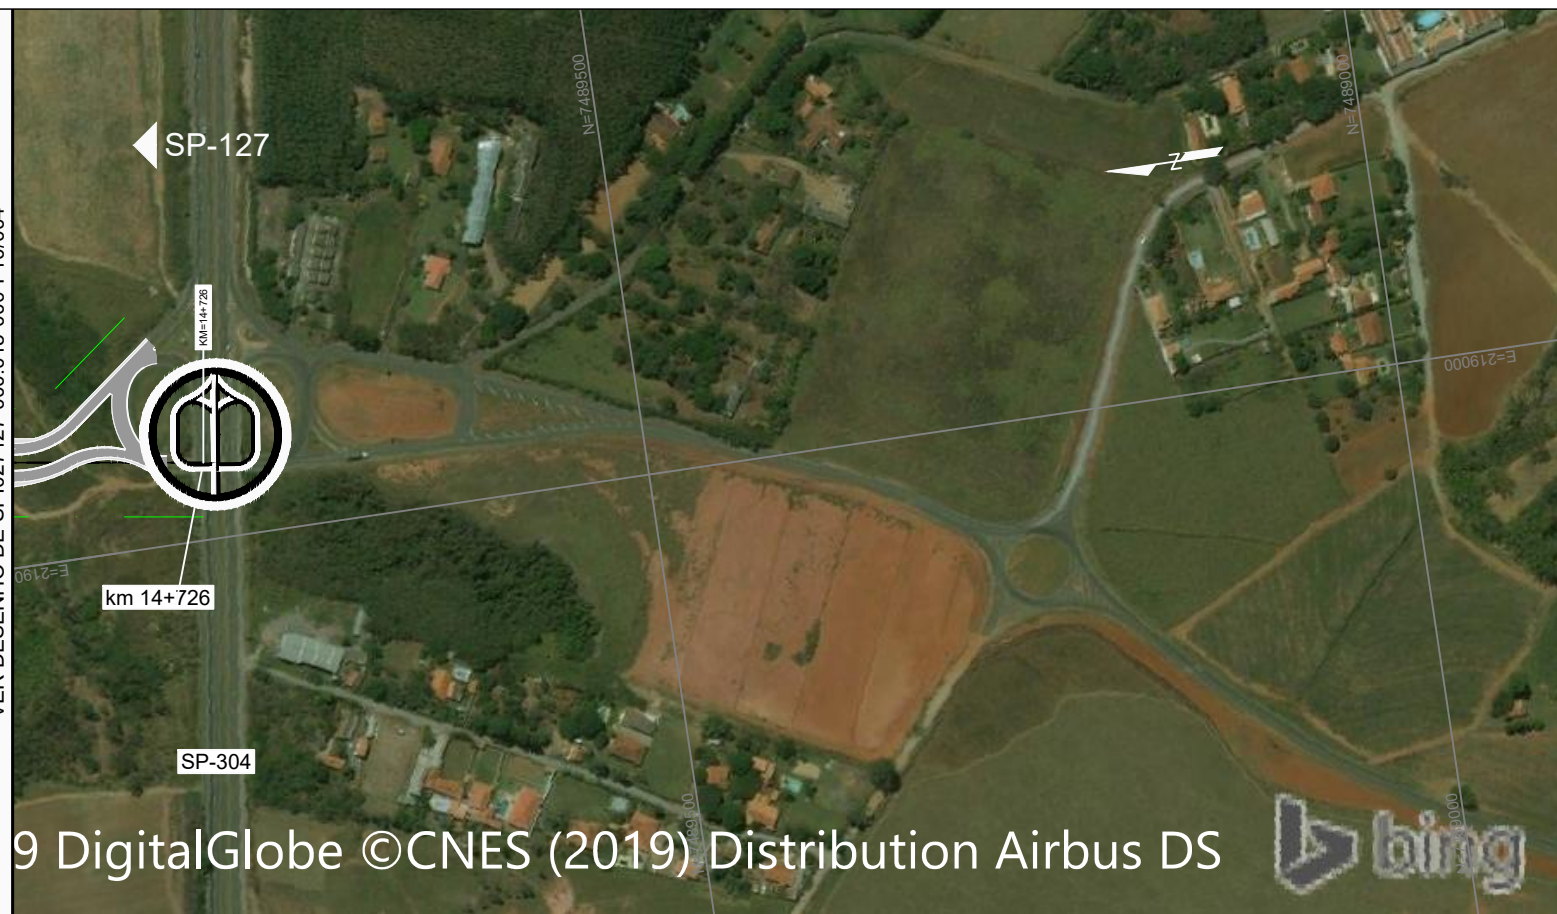 SP-127
N=7489500
N=7489000
Z
KM=14+726
E=219000
E=2190
km 14+726
SP-304
9 DigitalGlobe ©CNES (2019) Distribution Airbus DS
bing